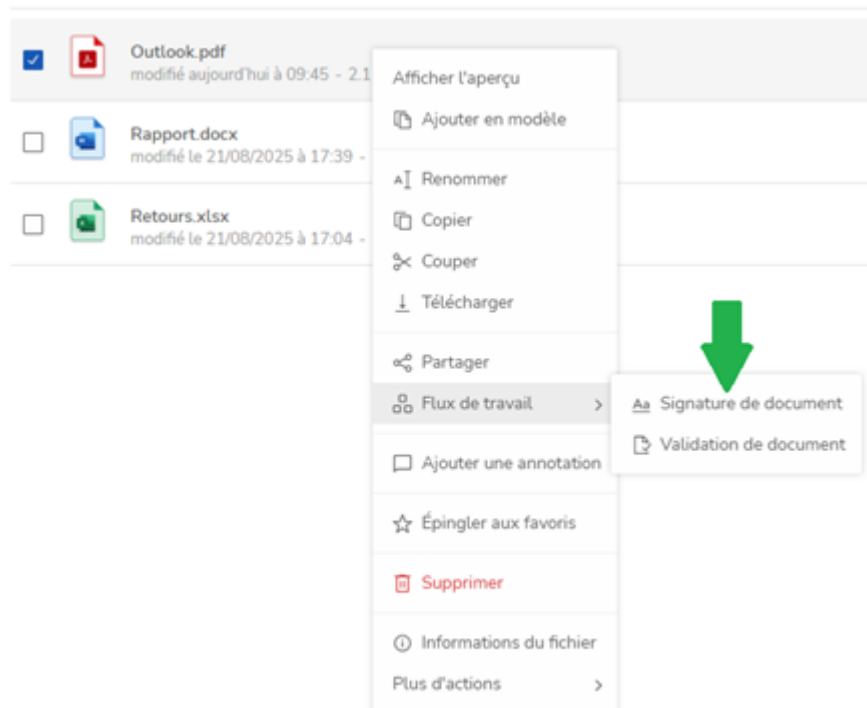 Outlook.pdf
modifié aujourd'hui à 09:45 - 2.1
Rapport.docx
modifié le 21/08/2025 à 17:39 -
Retours.xlsx
modifié le 21/08/2025 à 17:04 -
Afficher l'aperçu
Ajouter en modèle
Renommer
Copier
Couper
Télécharger
Partager
Flux de travail
Signature de document
Validation de document
Ajouter une annotation
Épingler aux favoris
Supprimer
Informations du fichier
Plus d'actions